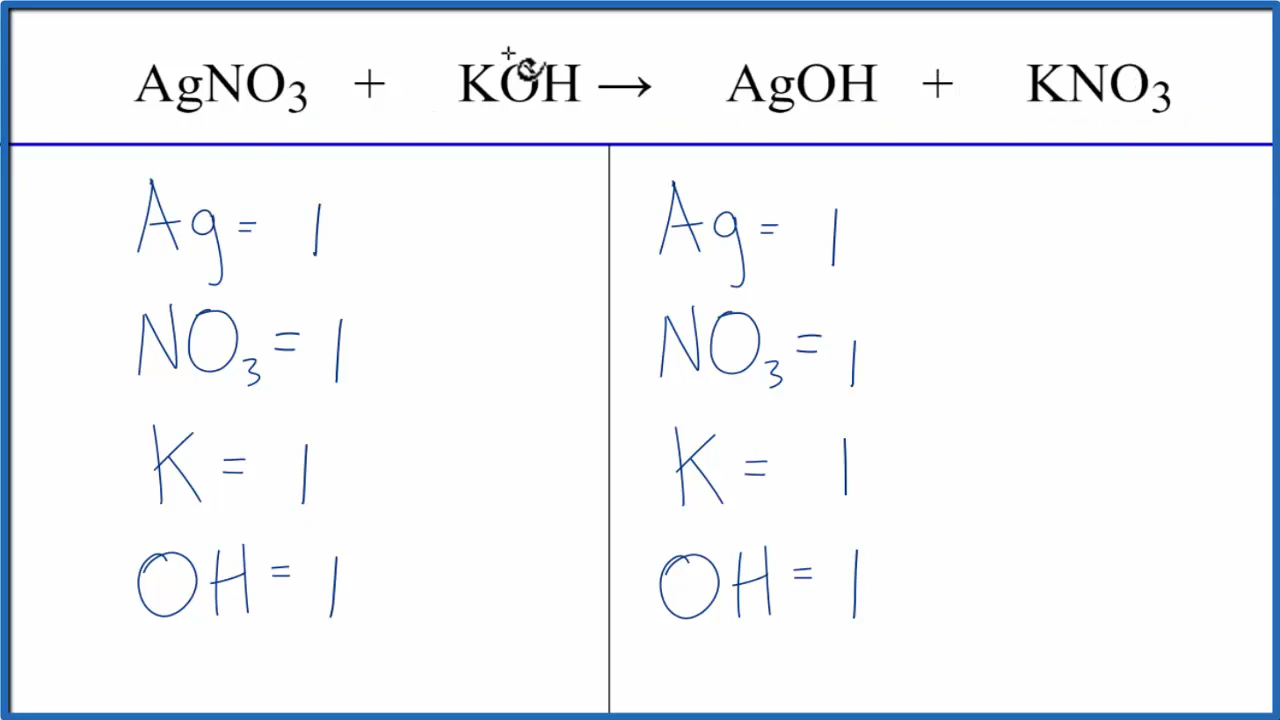 AgNO₃ + KOH → AgOH + KNO₃
Ag = 1 Ag = 1
NO₃ = 1 NO₃ = 1
K = 1 K = 1
OH = 1 OH = 1